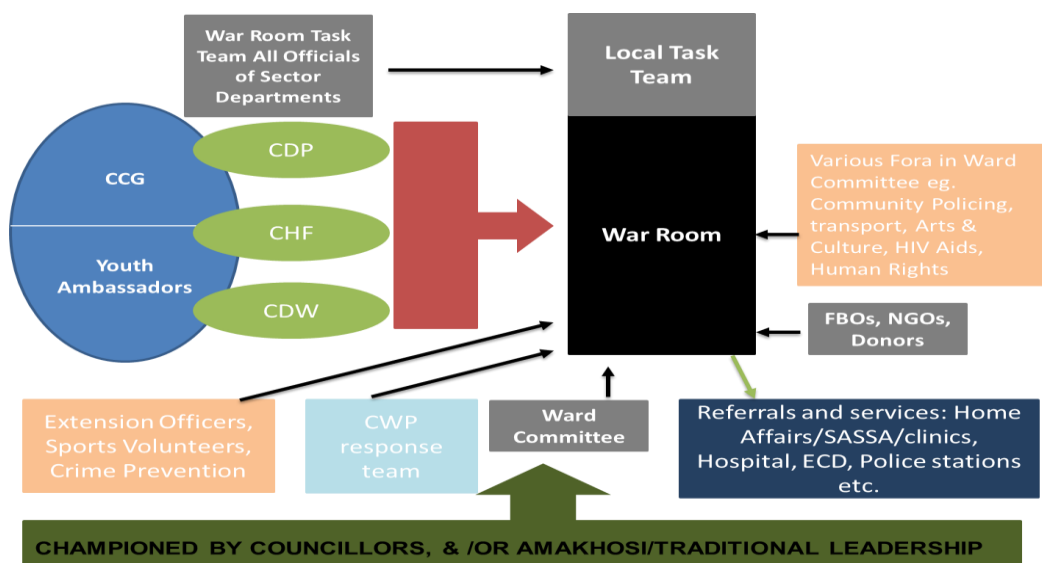 War Room Task
Team All Officials
of Sector
Departments
Local Task
Team
CCG
Youth
Ambassadors
CDP
CHF
CDW
War Room
Various Fora in Ward
Committee eg.
Community Policing,
transport, Arts &
Culture, HIV Aids,
Human Rights
FBOs, NGOs,
Donors
Extension Officers,
Sports Volunteers,
Crime Prevention
CWP
response
team
Ward
Committee
Referrals and services: Home
Affairs/SASSA/clinics,
Hospital, ECD, Police stations
etc.
CHAMPIONED BY COUNCILLORS, & /OR AMAKHOSI/TRADITIONAL LEADERSHIP